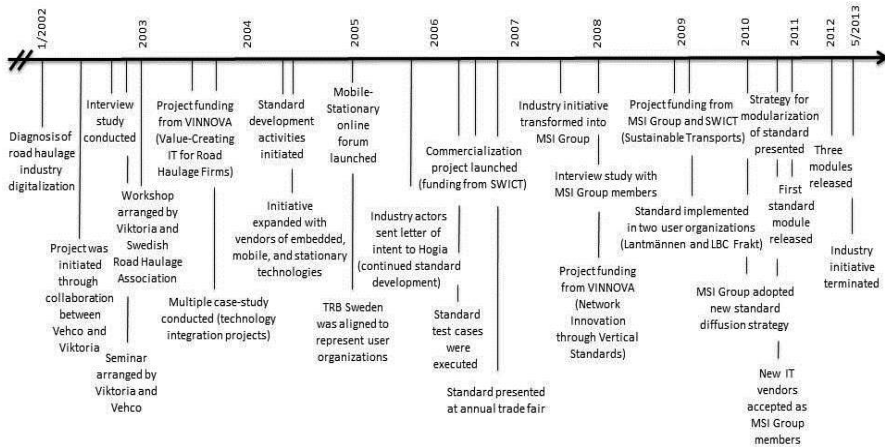 1/2002
2003
2004
2005
2006
2007
2008
2009
2010
2011
2012
5/2013
Diagnosis of
road haulage
industry
digitalization
Project was
initiated
through
collaboration
between
Vehco and
Viktoria
Interview
study
conducted
Seminar
arranged by
Viktoria and
Vehco
Workshop
arranged by
Viktoria and
Swedish
Road Haulage
Association
Project funding
from VINNOVA
(Value-Creating
IT for Road
Haulage Firms)
Multiple case-study
conducted (technology
integration projects)
Standard
development
activities
initiated
Initiative
expanded with
vendors of embedded,
mobile, and stationary
technologies
Mobile-
Stationary
online
forum
launched
TRB Sweden
was aligned to
represent user
organizations
Industry actors
sent letter of
intent to Hogia
(continued standard
development)
Commercialization
project launched
(funding from SWICT)
Standard
test cases
were
executed
Standard presented
at annual trade fair
Industry initiative
transformed into
MSI Group
Interview study with
MSI Group members
Project funding
from VINNOVA
(Network
Innovation
through Vertical
Standards)
Project funding from
MSI Group and SWICT
(Sustainable Transports)
Standard implemented
in two user organizations
(Lantmännen and LBC Frakt)
MSI Group adopted
new standard
diffusion strategy
Strategy for
modularization
of standard
presented
New IT
vendors
accepted as
MSI Group
members
First
standard
module
released
Three
modules
released
Industry
initiative
terminated